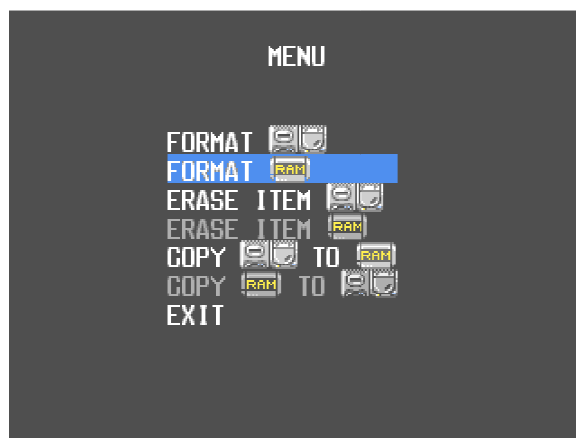 MENU
FORMAT
FORMAT RAM
ERASE ITEM
ERASE ITEM RAM
COPY TO RAM
COPY RAM TO
EXIT